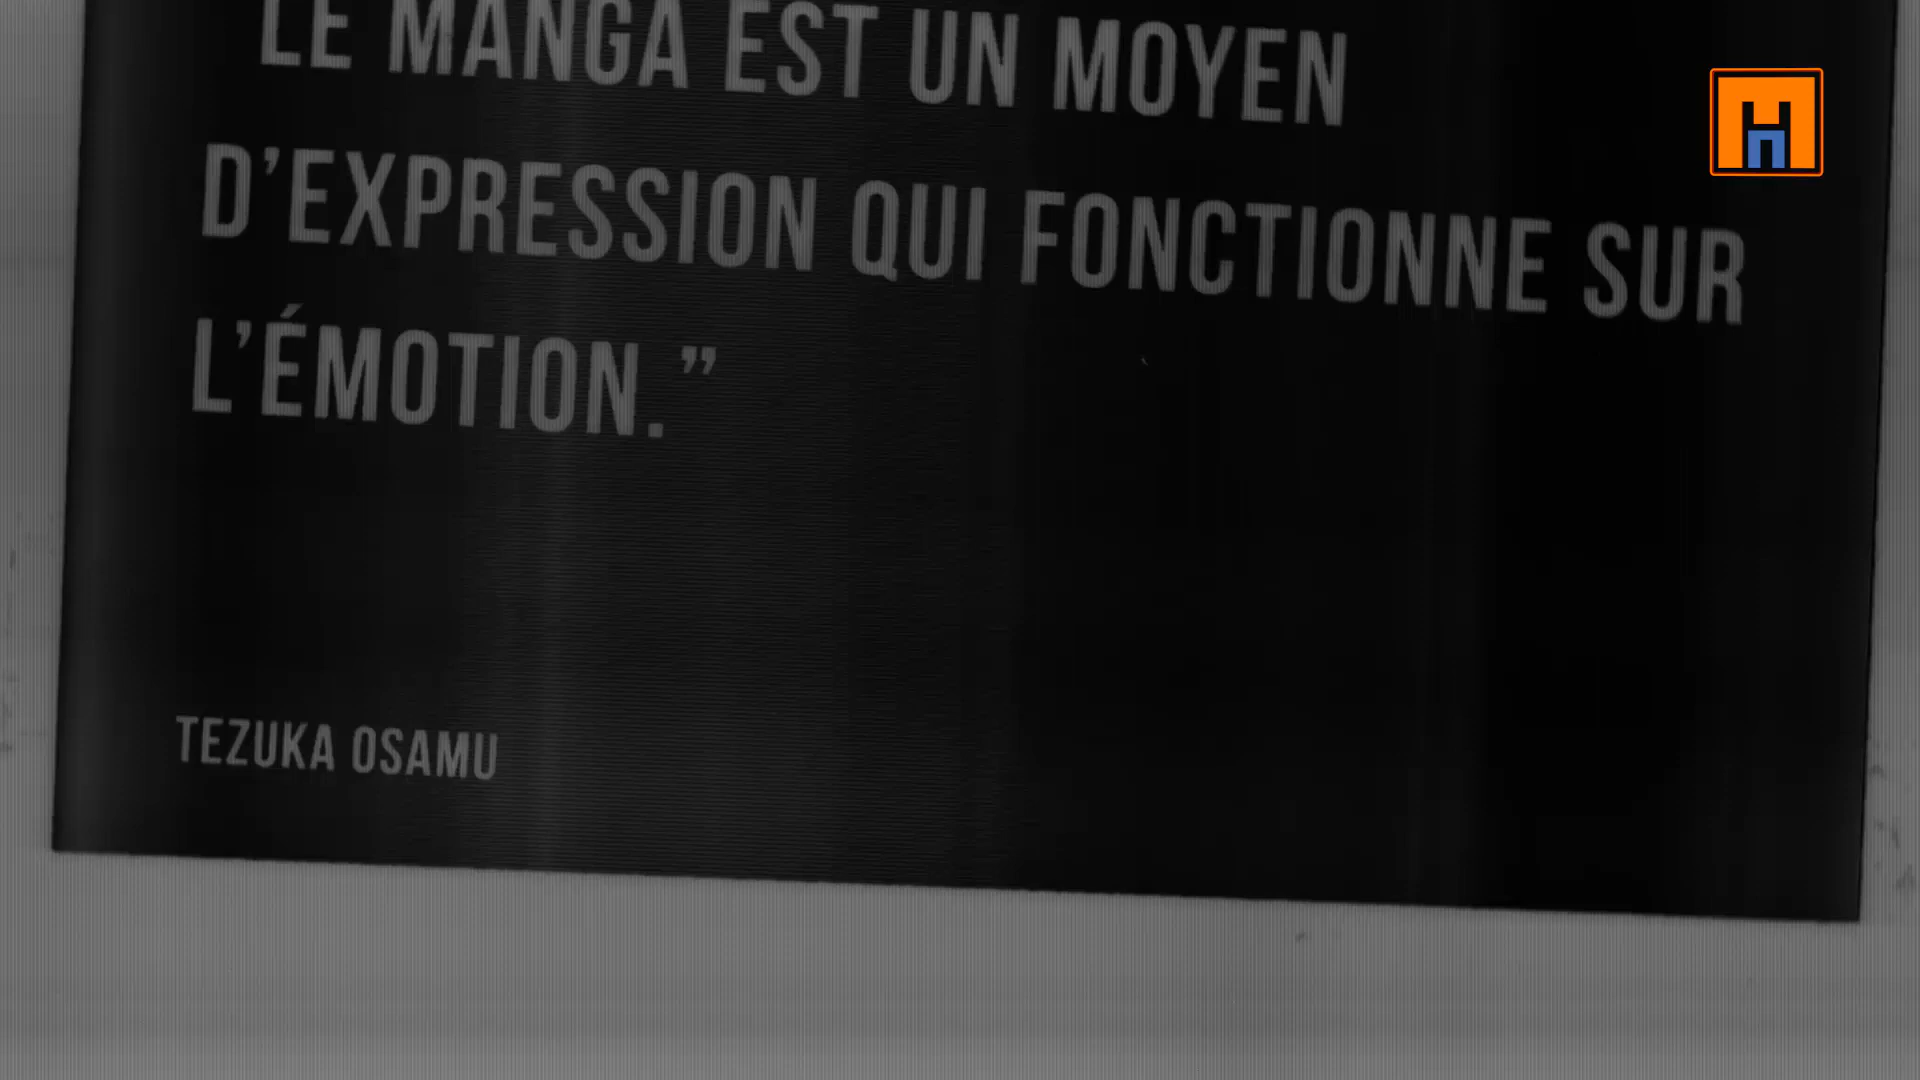 LE MANGA EST UN MOYEN
D’EXPRESSION QUI FONCTIONNE SUR
L’ÉMOTION.”
TEZUKA OSAMU